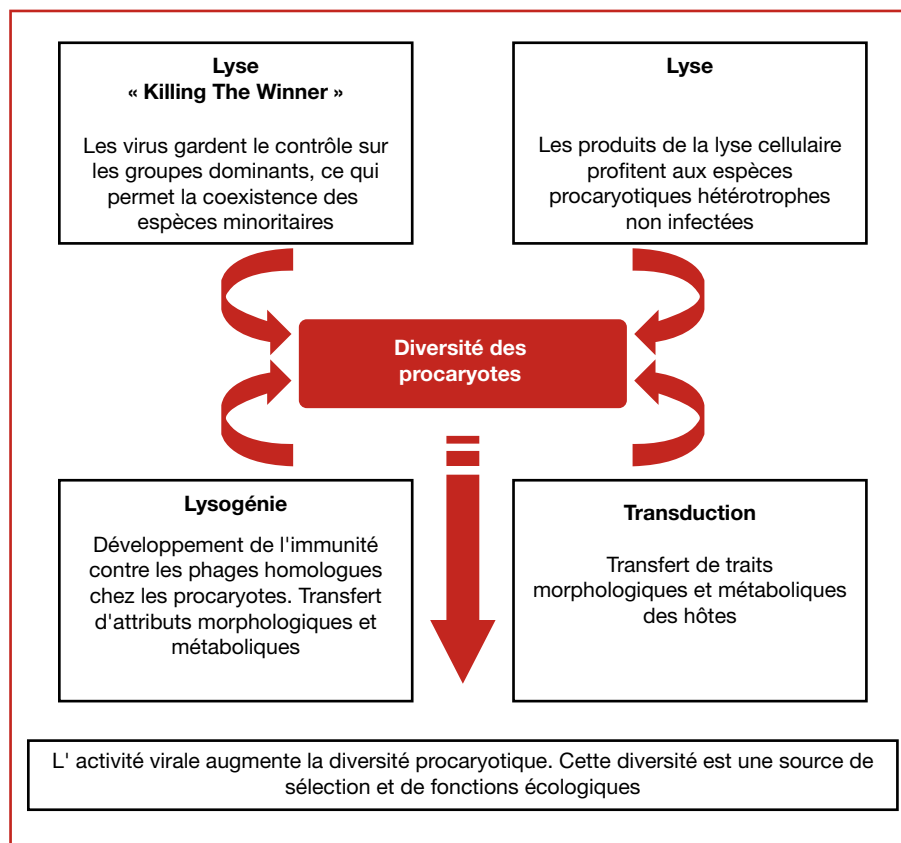 Lyse
« Killing The Winner »
Les virus gardent le contrôle sur
les groupes dominants, ce qui
permet la coexistence des
espèces minoritaires
Lyse
Les produits de la lyse cellulaire
profitent aux espèces
procaryotiques hétérotrophes
non infectées
Diversité des
procaryotes
Lysogénie
Développement de l'immunité
contre les phages homologues
chez les procaryotes. Transfert
d'attributs morphologiques et
métaboliques
Transduction
Transfert de traits
morphologiques et métaboliques
des hôtes
L' activité virale augmente la diversité procaryotique. Cette diversité est une source de
sélection et de fonctions écologiques